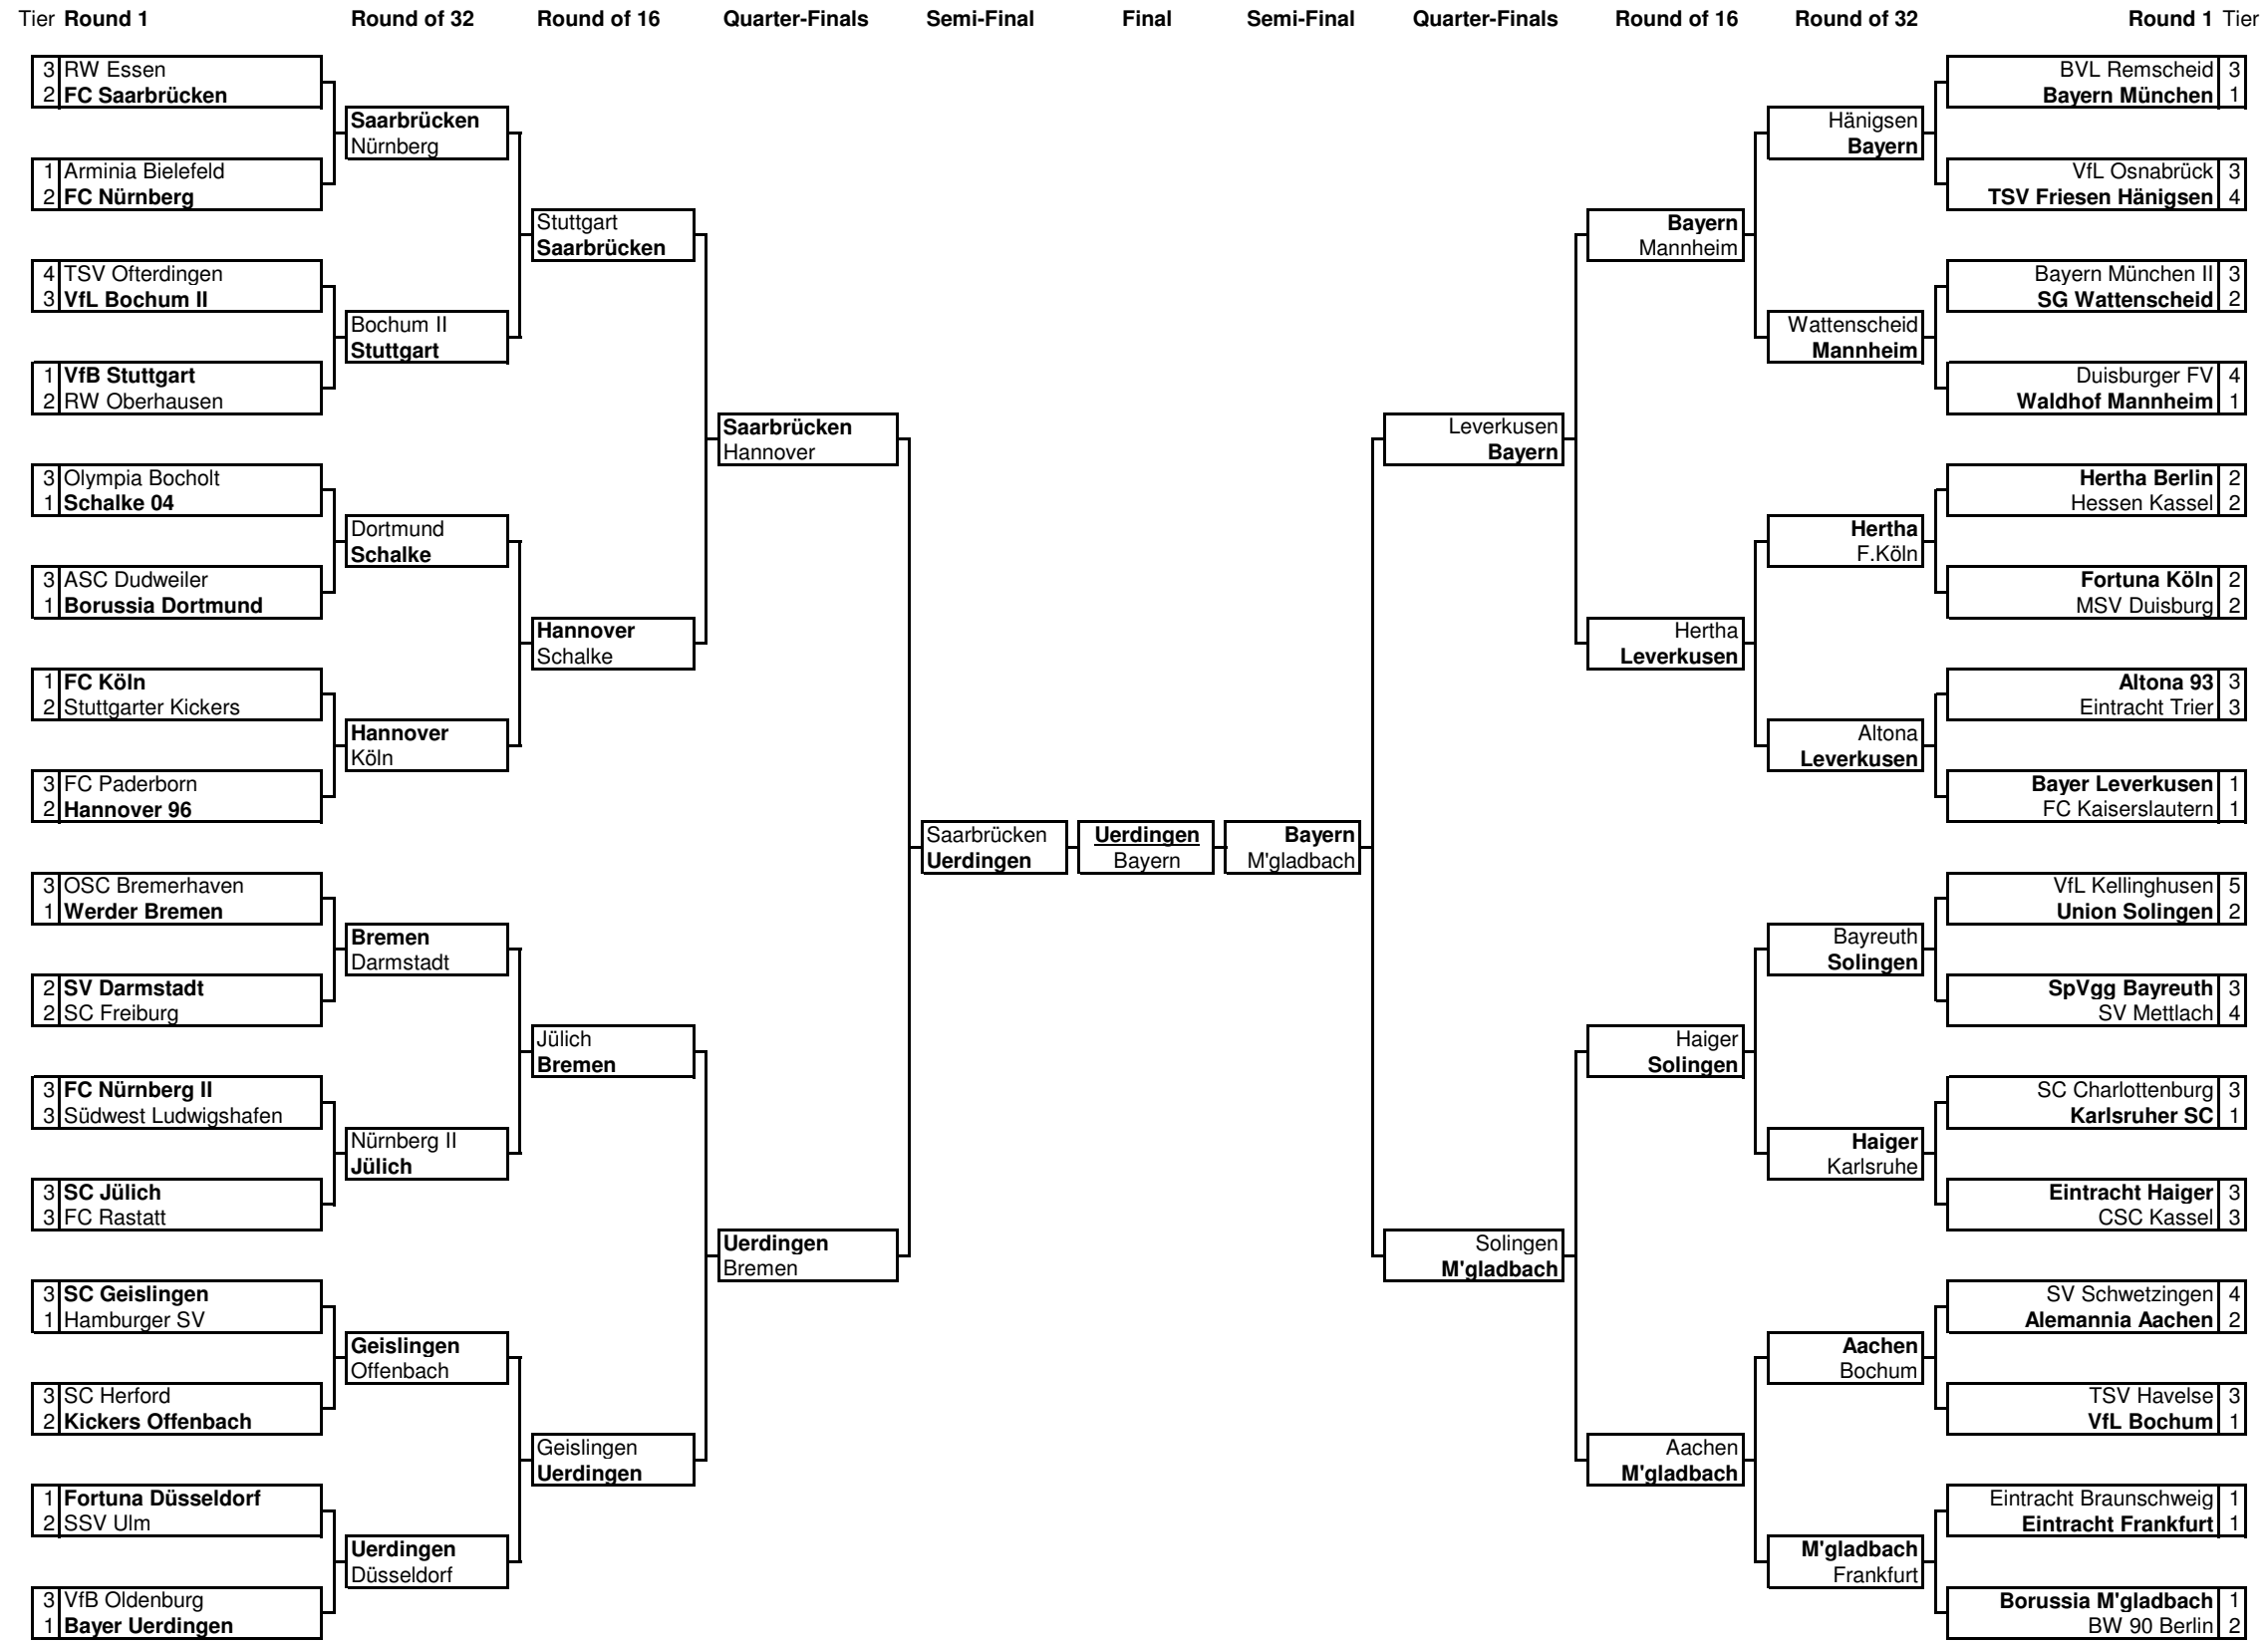 Tier Round 1 Round of 32 Round of 16 Quarter-Finals Semi-Final Final Semi-Final Quarter-Finals Round of 16 Round of 32 Round 1 Tier
3 RW Essen
2 FC Saarbrücken
1 Arminia Bielefeld
2 FC Nürnberg
4 TSV Ofterdingen
3 VfL Bochum II
1 VfB Stuttgart
2 RW Oberhausen
3 Olympia Bocholt
1 Schalke 04
3 ASC Dudweiler
1 Borussia Dortmund
1 FC Köln
2 Stuttgarter Kickers
3 FC Paderborn
2 Hannover 96
3 OSC Bremerhaven
1 Werder Bremen
2 SV Darmstadt
2 SC Freiburg
3 FC Nürnberg II
3 Südwest Ludwigshafen
3 SC Jülich
3 FC Rastatt
3 SC Geislingen
1 Hamburger SV
3 SC Herford
2 Kickers Offenbach
1 Fortuna Düsseldorf
2 SSV Ulm
3 VfB Oldenburg
1 Bayer Uerdingen
Saarbrücken
Nürnberg
Bochum II
Stuttgart
Dortmund
Schalke
Hannover
Köln
Bremen
Darmstadt
Nürnberg II
Jülich
Geislingen
Offenbach
Uerdingen
Düsseldorf
Stuttgart
Saarbrücken
Hannover
Schalke
Jülich
Bremen
Geislingen
Uerdingen
Saarbrücken
Hannover
Uerdingen
Bremen
Saarbrücken
Uerdingen
Uerdingen
Bayern
Bayern
M'gladbach
Leverkusen
Bayern
Solingen
M'gladbach
Bayern
Mannheim
Hertha
Leverkusen
Haiger
Solingen
Aachen
M'gladbach
Hänigsen
Bayern
Wattenscheid
Mannheim
Hertha
F.Köln
Altona
Leverkusen
Bayreuth
Solingen
Haiger
Karlsruhe
Aachen
Bochum
M'gladbach
Frankfurt
BVL Remscheid 3
Bayern München 1
VfL Osnabrück 3
TSV Friesen Hänigsen 4
Bayern München II 3
SG Wattenscheid 2
Duisburger FV 4
Waldhof Mannheim 1
Hertha Berlin 2
Hessen Kassel 2
Fortuna Köln 2
MSV Duisburg 2
Altona 93 3
Eintracht Trier 3
Bayer Leverkusen 1
FC Kaiserslautern 1
VfL Kellinghusen 5
Union Solingen 2
SpVgg Bayreuth 3
SV Mettlach 4
SC Charlottenburg 3
Karlsruher SC 1
Eintracht Haiger 3
CSC Kassel 3
SV Schwetzingen 4
Alemannia Aachen 2
TSV Havelse 3
VfL Bochum 1
Eintracht Braunschweig 1
Eintracht Frankfurt 1
Borussia M'gladbach 1
BW 90 Berlin 2